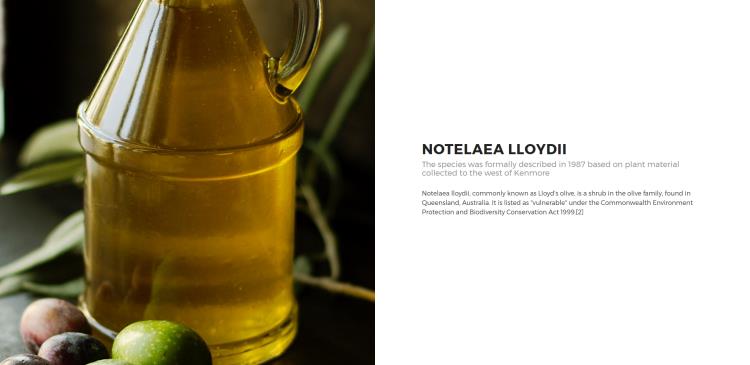 NOTELAEA LLOYDII
The species was formally described in 1987 based on plant material
collected to the west of Kenmore
Notelaea lloydii, commonly known as Lloyd's olive, is a shrub in the olive family, found in
Queensland, Australia. It is listed as "vulnerable" under the Commonwealth Environment
Protection and Biodiversity Conservation Act 1999.[2]